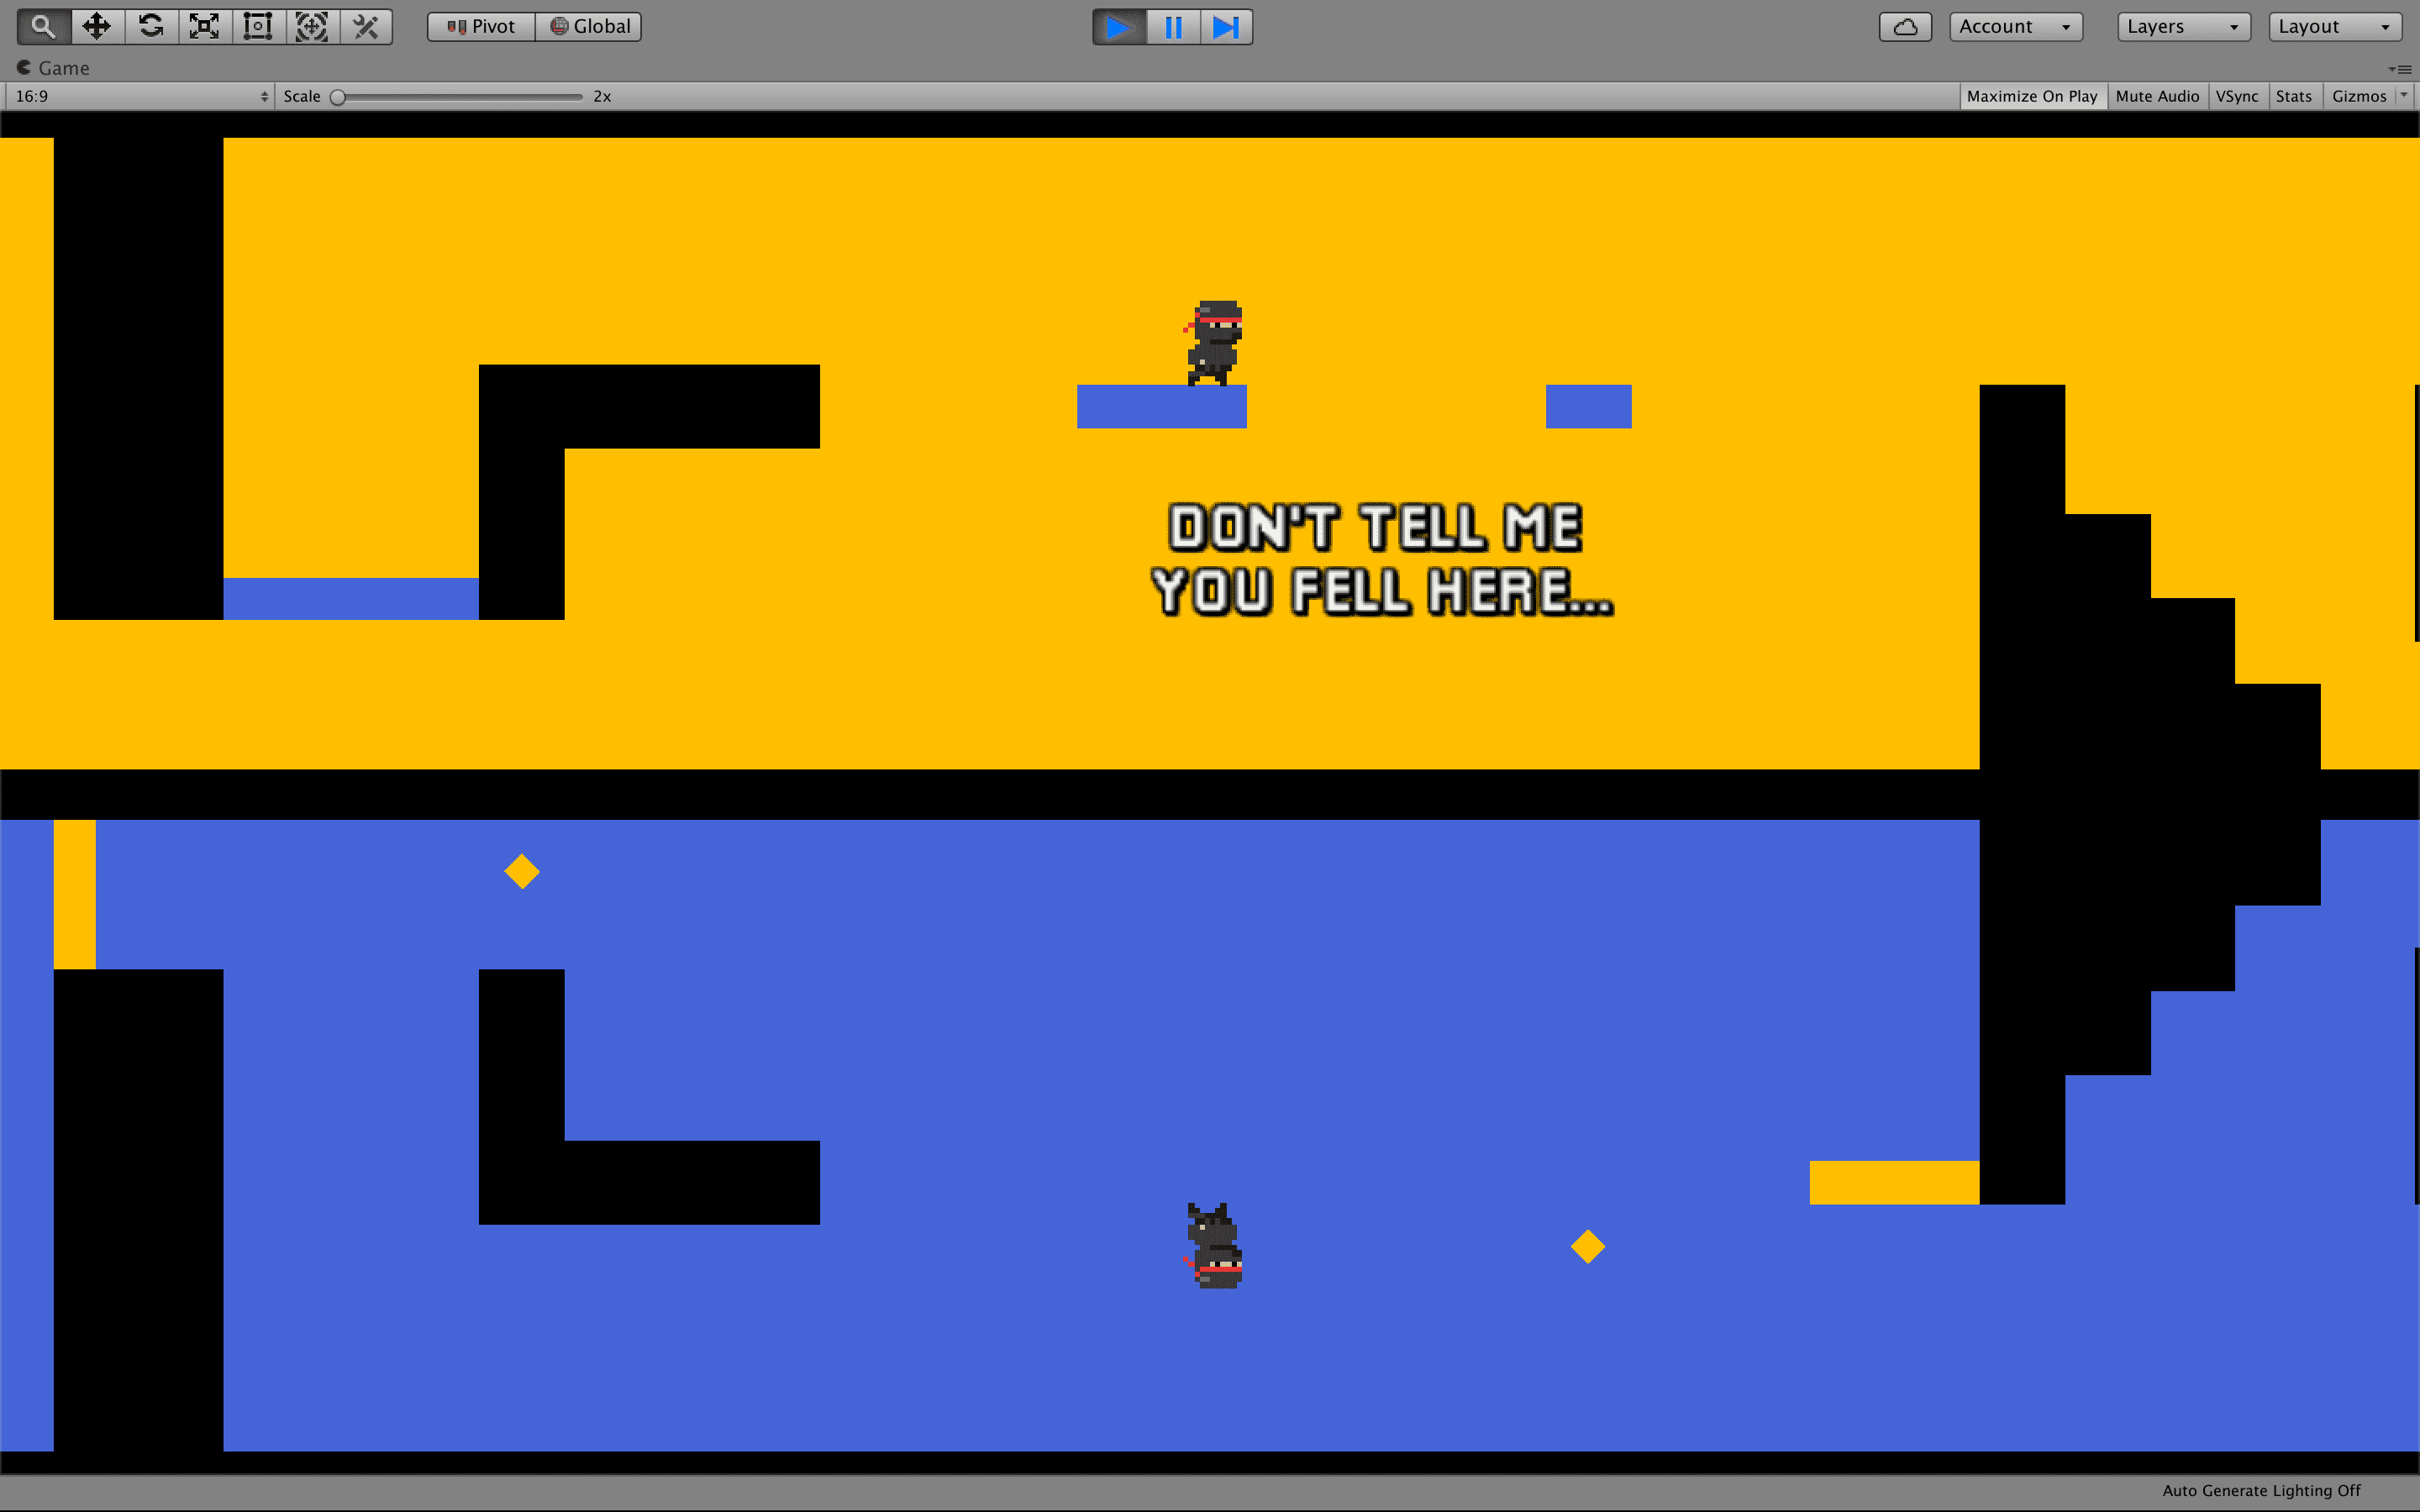 Pivot Global Account Layers Layout
Game
16:9 Scale 2x Maximize On Play Mute Audio VSync Stats Gizmos
DON'T TELL ME
YOU FELL HERE...
Auto Generate Lighting Off